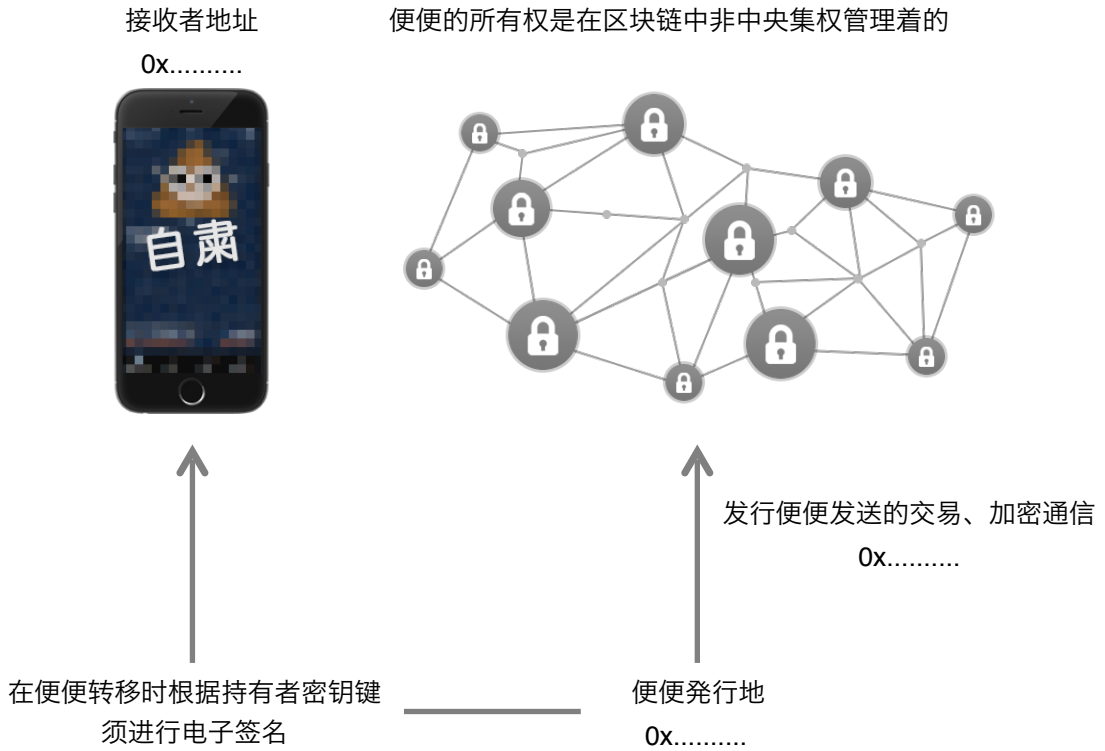 接收者地址
0x..........
便便的所有权是在区块链中非中央集权管理着的
自粛
发行便便发送的交易、加密通信
0x..........
在便便转移时根据持有者密钥键
须进行电子签名
便便発行地
0x..........